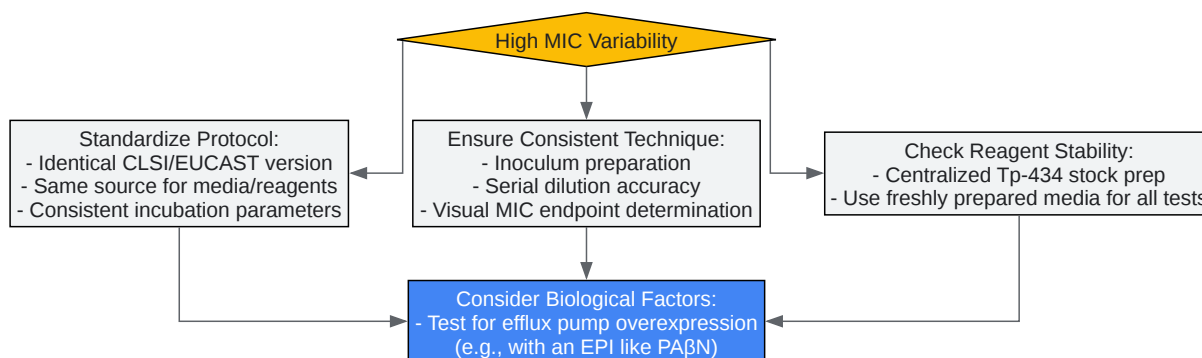 High MIC Variability
Standardize Protocol:
- Identical CLSI/EUCAST version
- Same source for media/reagents
- Consistent incubation parameters
Ensure Consistent Technique:
- Inoculum preparation
- Serial dilution accuracy
- Visual MIC endpoint determination
Check Reagent Stability:
- Centralized Tp-434 stock prep
- Use freshly prepared media for all tests
Consider Biological Factors:
- Test for efflux pump overexpression
(e.g., with an EPI like PAβN)